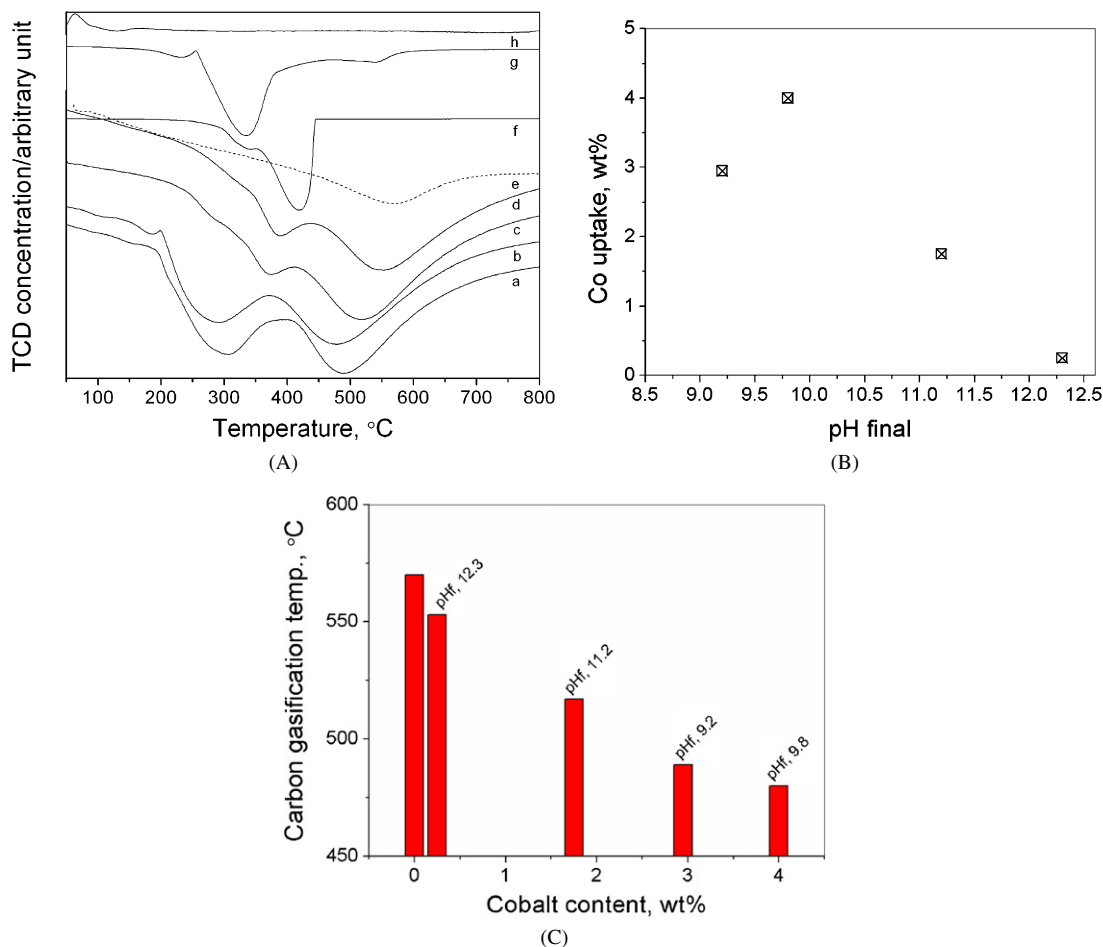 TCD concentration/arbitrary unit
h
g
f
e
d
c
b
a
100 200 300 400 500 600 700 800
Temperature, °C
(A)
Co uptake, wt%
5
4
3
2
1
0
8.5 9.0 9.5 10.0 10.5 11.0 11.5 12.0 12.5
pH final
(B)
Carbon gasification temp., °C
600
550
500
450
pHf, 12.3
pHf, 11.2
pHf, 9.2
pHf, 9.8
0 1 2 3 4
Cobalt content, wt%
(C)